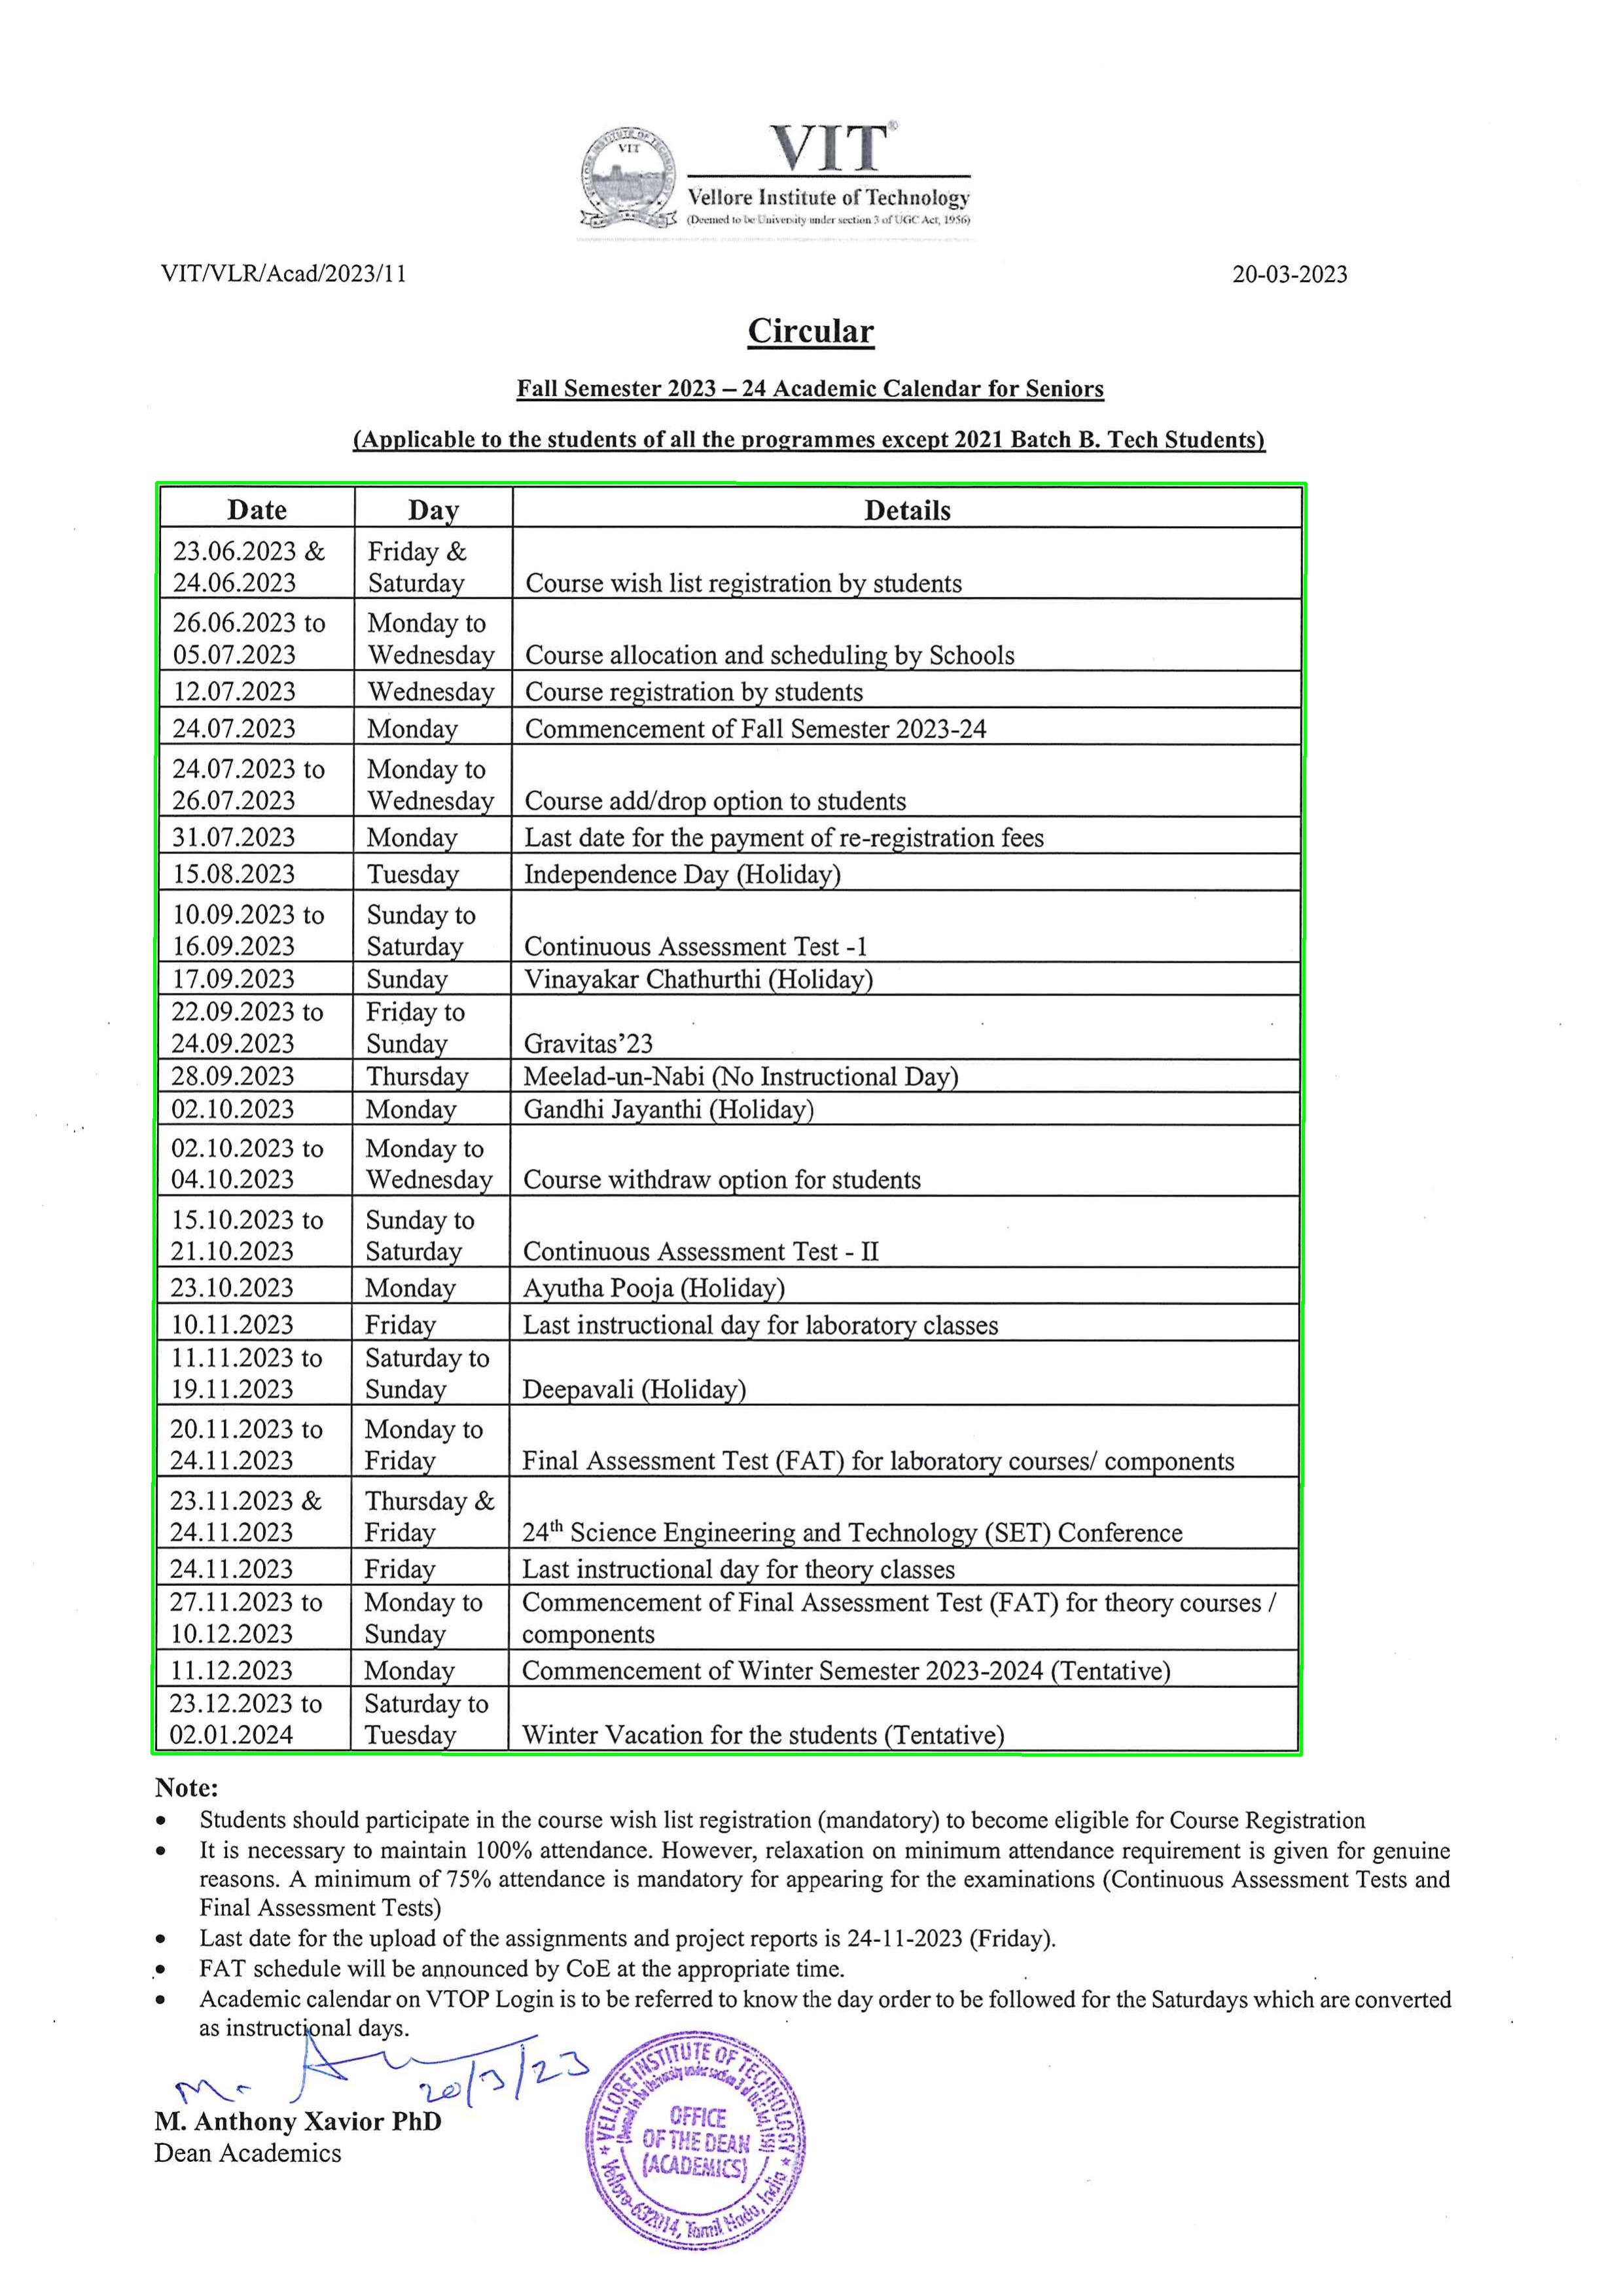 VELLORE INSTITUTE OF TECHNOLOGY
VIT
VIT®
Vellore Institute of Technology
(Deemed to be University under section 3 of UGC Act, 1956)
VIT/VLR/Acad/2023/11 20-03-2023
Circular
Fall Semester 2023 – 24 Academic Calendar for Seniors
(Applicable to the students of all the programmes except 2021 Batch B. Tech Students)
Date Day Details
23.06.2023 & Friday &
24.06.2023 Saturday Course wish list registration by students
26.06.2023 to Monday to
05.07.2023 Wednesday Course allocation and scheduling by Schools
12.07.2023 Wednesday Course registration by students
24.07.2023 Monday Commencement of Fall Semester 2023-24
24.07.2023 to Monday to
26.07.2023 Wednesday Course add/drop option to students
31.07.2023 Monday Last date for the payment of re-registration fees
15.08.2023 Tuesday Independence Day (Holiday)
10.09.2023 to Sunday to
16.09.2023 Saturday Continuous Assessment Test -1
17.09.2023 Sunday Vinayakar Chathurthi (Holiday)
22.09.2023 to Friday to
24.09.2023 Sunday Gravitas’23
28.09.2023 Thursday Meelad-un-Nabi (No Instructional Day)
02.10.2023 Monday Gandhi Jayanthi (Holiday)
02.10.2023 to Monday to
04.10.2023 Wednesday Course withdraw option for students
15.10.2023 to Sunday to
21.10.2023 Saturday Continuous Assessment Test - II
23.10.2023 Monday Ayutha Pooja (Holiday)
10.11.2023 Friday Last instructional day for laboratory classes
11.11.2023 to Saturday to
19.11.2023 Sunday Deepavali (Holiday)
20.11.2023 to Monday to
24.11.2023 Friday Final Assessment Test (FAT) for laboratory courses/ components
23.11.2023 & Thursday &
24.11.2023 Friday 24th Science Engineering and Technology (SET) Conference
24.11.2023 Friday Last instructional day for theory classes
27.11.2023 to Monday to Commencement of Final Assessment Test (FAT) for theory courses /
10.12.2023 Sunday components
11.12.2023 Monday Commencement of Winter Semester 2023-2024 (Tentative)
23.12.2023 to Saturday to
02.01.2024 Tuesday Winter Vacation for the students (Tentative)
Note:
• Students should participate in the course wish list registration (mandatory) to become eligible for Course Registration
• It is necessary to maintain 100% attendance. However, relaxation on minimum attendance requirement is given for genuine
reasons. A minimum of 75% attendance is mandatory for appearing for the examinations (Continuous Assessment Tests and
Final Assessment Tests)
• Last date for the upload of the assignments and project reports is 24-11-2023 (Friday).
• FAT schedule will be announced by CoE at the appropriate time.
• Academic calendar on VTOP Login is to be referred to know the day order to be followed for the Saturdays which are converted
as instructional days.
20/3/23
M. Anthony Xavior PhD
Dean Academics
VELLORE INSTITUTE OF TECHNOLOGY
(Deemed to be University under section 3 of UGC Act, 1956)
OFFICE
OF THE DEAN
(ACADEMICS)
Vellore-632014, Tamil Nadu, India